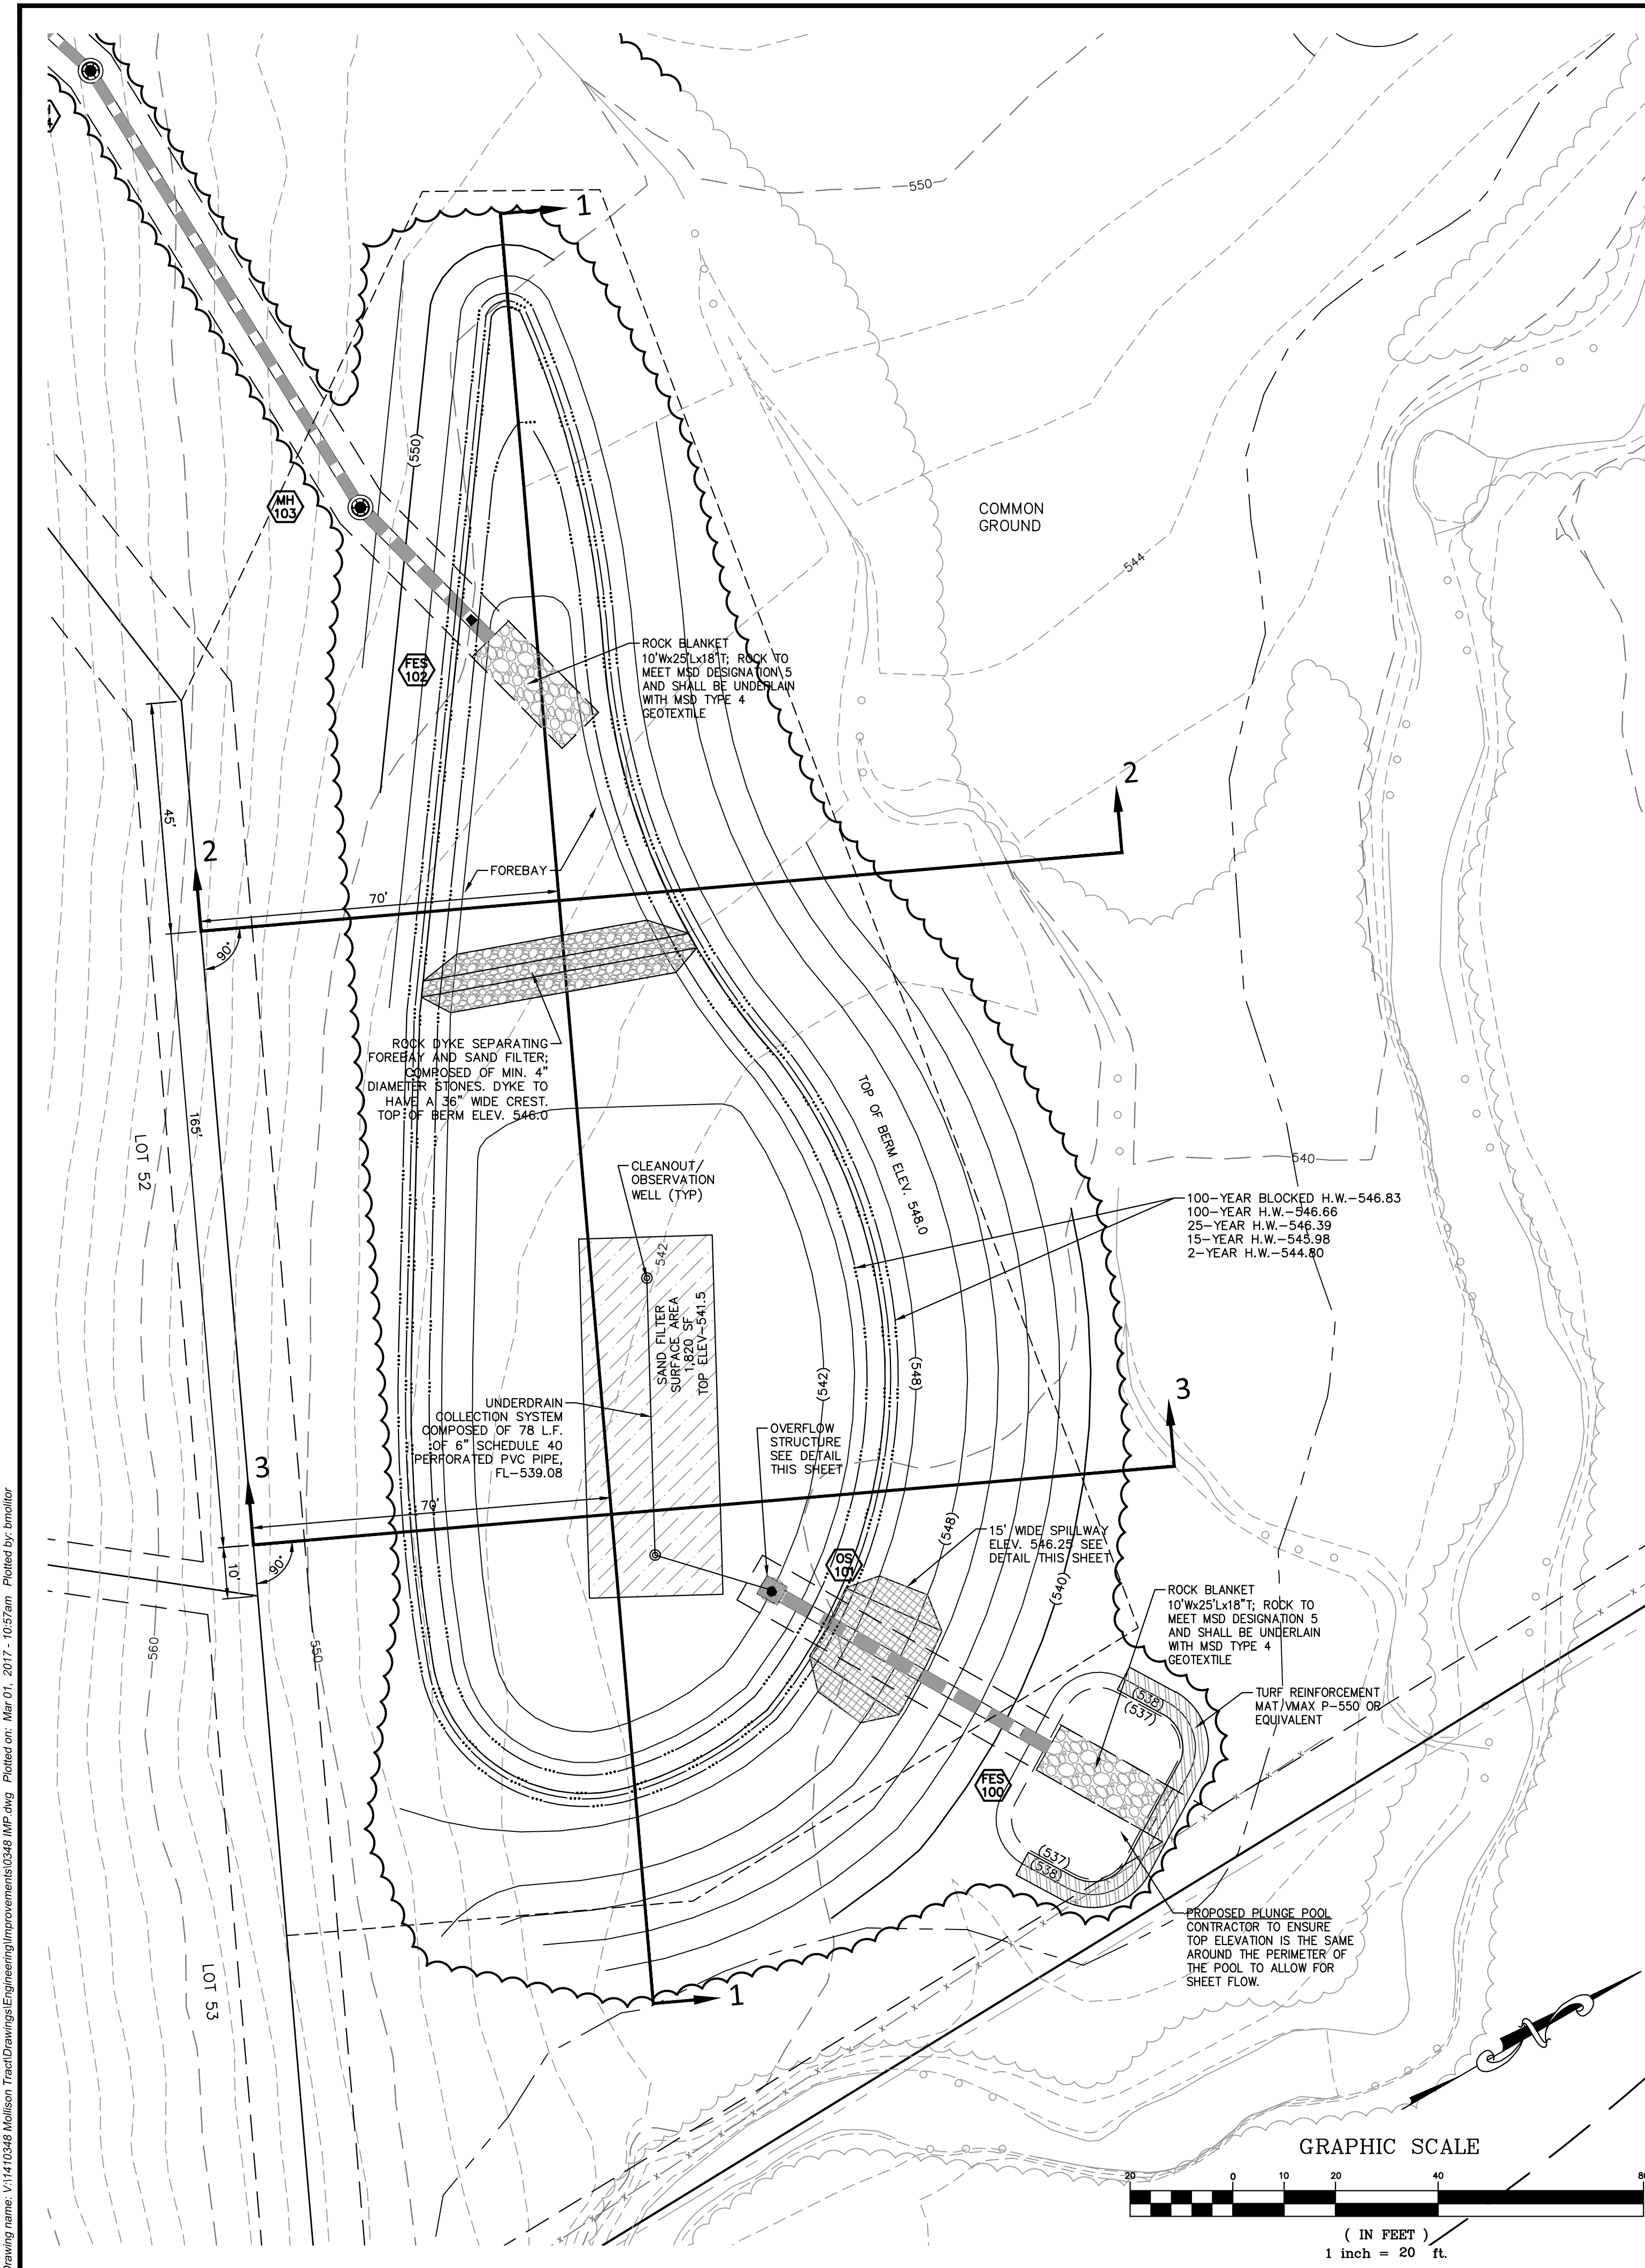 1
550
(550)
MH
103
COMMON
GROUND
544
FES
102
ROCK BLANKET
10'Wx25'Lx18"T; ROCK TO
MEET MSD DESIGNATION 5
AND SHALL BE UNDERLAIN
WITH MSD TYPE 4
GEOTEXTILE
2
45'
2
FOREBAY
70'
90°
ROCK DYKE SEPARATING
FOREBAY AND SAND FILTER;
COMPOSED OF MIN. 4"
DIAMETER STONES. DYKE TO
HAVE A 36" WIDE CREST.
TOP OF BERM ELEV. 546.0
165'
LOT 52
TOP OF BERM ELEV. 548.0
540
CLEANOUT/
OBSERVATION
WELL (TYP)
100-YEAR BLOCKED H.W.-546.83
100-YEAR H.W.-546.66
25-YEAR H.W.-546.39
15-YEAR H.W.-545.98
2-YEAR H.W.-544.80
542
SAND FILTER
SURFACE AREA
1,820 SF
TOP ELEV-541.5
(542)
(548)
3
UNDERDRAIN
COLLECTION SYSTEM
COMPOSED OF 78 L.F.
OF 6" SCHEDULE 40
PERFORATED PVC PIPE,
FL-539.08
OVERFLOW
STRUCTURE
SEE DETAIL
THIS SHEET
3
70'
10'
90°
(548)
15' WIDE SPILLWAY
ELEV. 546.25 SEE
DETAIL THIS SHEET
OS
101
(540)
ROCK BLANKET
10'Wx25'Lx18"T; ROCK TO
MEET MSD DESIGNATION 5
AND SHALL BE UNDERLAIN
WITH MSD TYPE 4
GEOTEXTILE
560
550
(538)
(537)
TURF REINFORCEMENT
MAT/VMAX P-550 OR
EQUIVALENT
FES
100
(537)
(538)
PROPOSED PLUNGE POOL
CONTRACTOR TO ENSURE
TOP ELEVATION IS THE SAME
AROUND THE PERIMETER OF
THE POOL TO ALLOW FOR
SHEET FLOW.
LOT 53
1
N
GRAPHIC SCALE
20 0 10 20 40
( IN FEET )
1 inch = 20 ft.
Drawing name: V:\1410348 Mollison Tract\Drawings\Engineering\Improvements\0348 IMP.dwg Plotted on: Mar 01, 2017 - 10:57am Plotted by: bmolitor